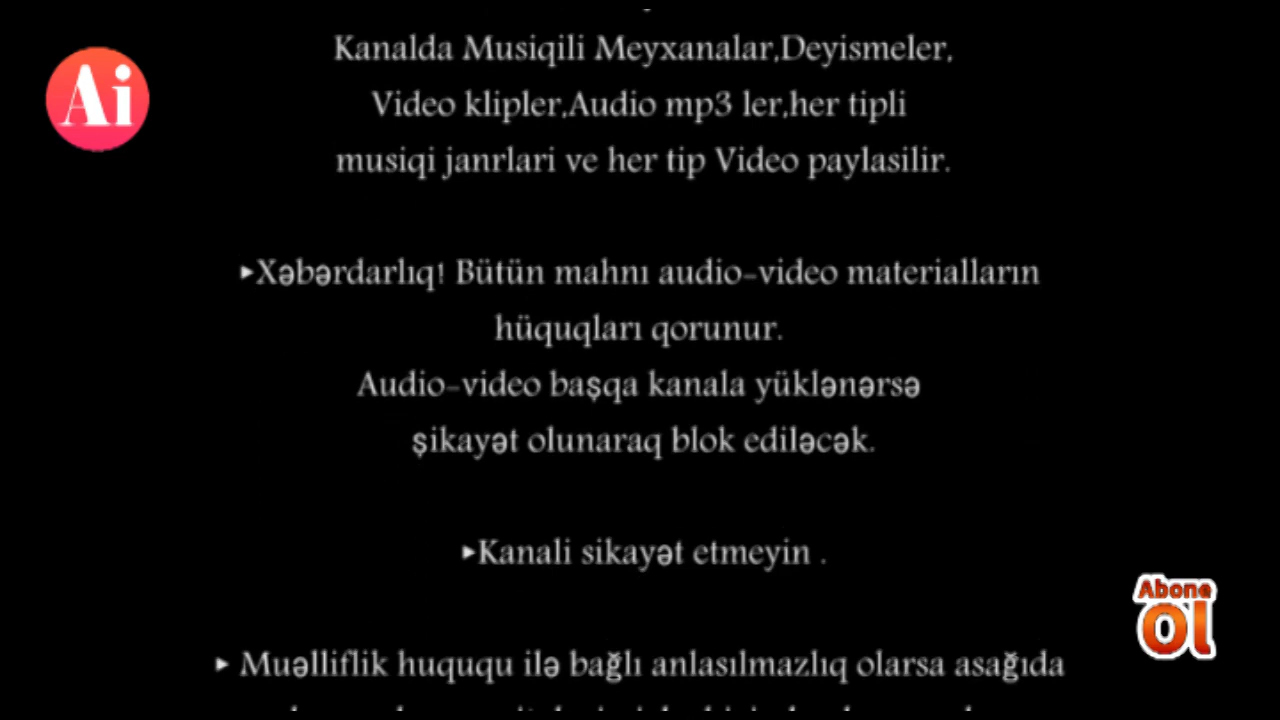 Ai
Kanalda Musiqili Meyxanalar,Deyismeler,
Video klipler,Audio mp3 ler,her tipli
musiqi janrlari ve her tip Video paylasilir.
▸Xəbərdarlıq! Bütün mahnı audio-video materialların
hüquqları qorunur.
Audio-video başqa kanala yüklənərsə
şikayət olunaraq blok ediləcək.
▸Kanali sikayət etmeyin .
Abone
ol
▸ Muəlliflik huququ ilə bağlı anlasılmazlıq olarsa asağıda